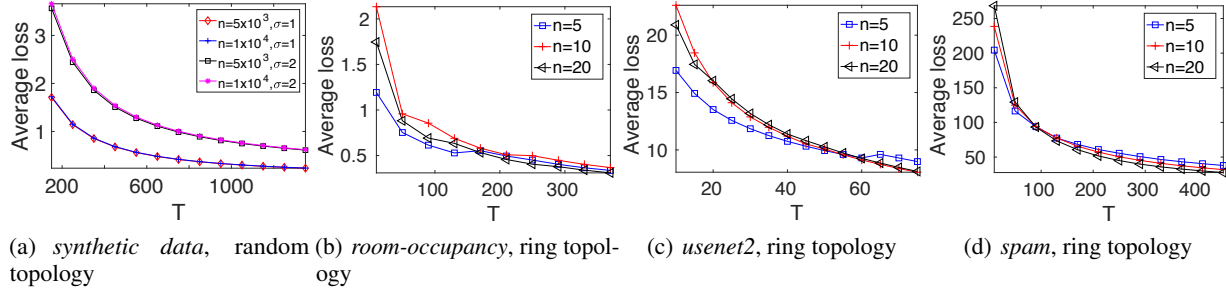 Average loss
3
2
1
200
600
1000
T
n=5x10^3,σ=1
n=1x10^4,σ=1
n=5x10^3,σ=2
n=1x10^4,σ=2
(a) synthetic data, random
topology
Average loss
2
1.5
1
0.5
100
200
300
T
n=5
n=10
n=20
(b) room-occupancy, ring topol-
ogy
Average loss
20
15
10
20
40
60
T
n=5
n=10
n=20
(c) usenet2, ring topology
Average loss
250
200
150
100
50
100
200
300
400
T
n=5
n=10
n=20
(d) spam, ring topology